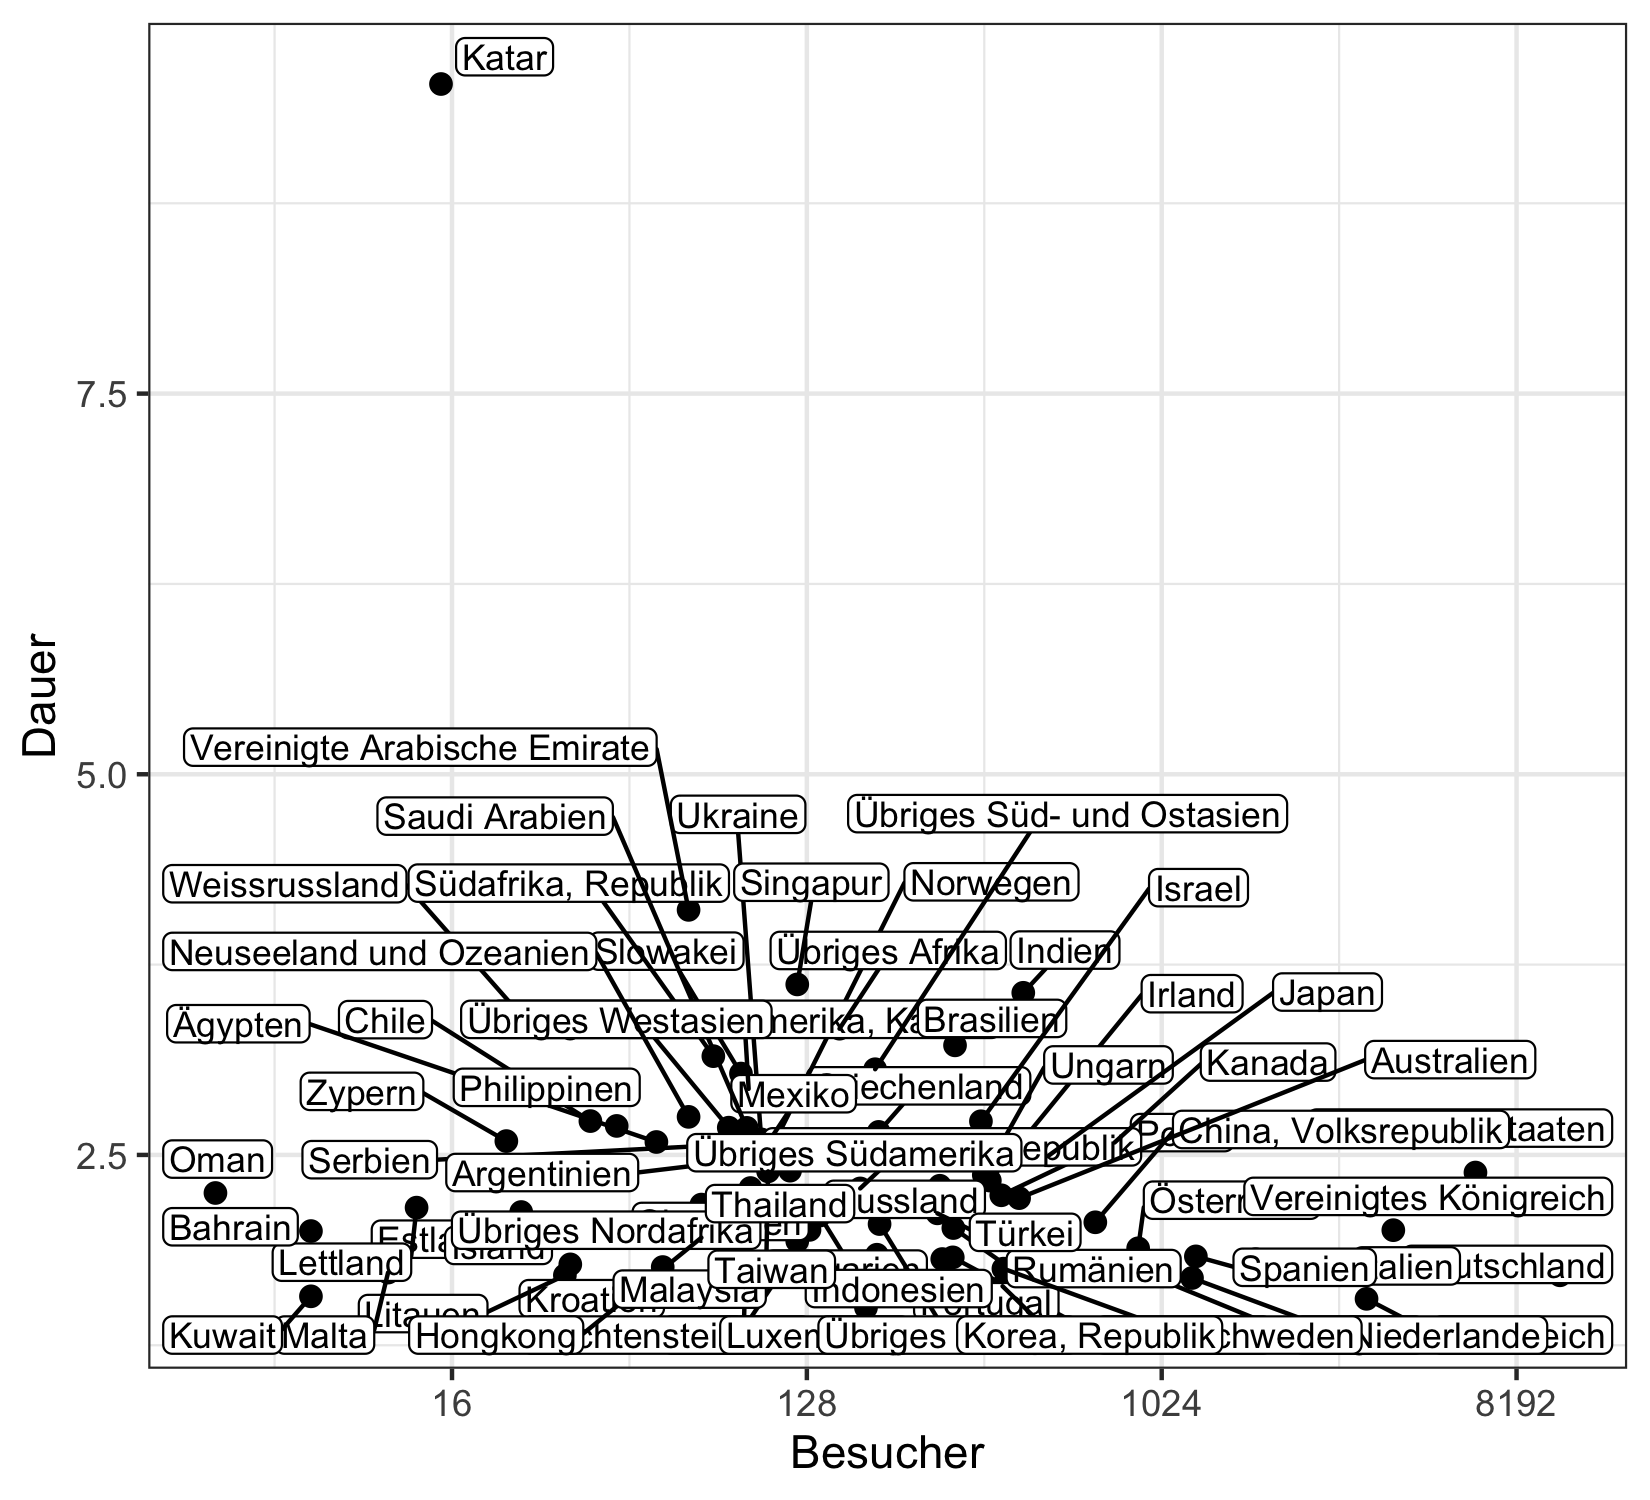 Katar
7.5
Dauer
5.0
2.5
Vereinigte Arabische Emirate
Saudi Arabien
Ukraine
Übriges Süd- und Ostasien
Weissrussland
Südafrika, Republik
Singapur
Norwegen
Israel
Neuseeland und Ozeanien
Slowakei
Übriges Afrika
Indien
Irland
Japan
Ägypten
Chile
Übriges Westasien
Brasilien
Ungarn
Kanada
Australien
Zypern
Philippinen
Mexiko
China, Volksrepublik
Oman
Serbien
Argentinien
Übriges Südamerika
Bahrain
Übriges Nordafrika
Thailand
Türkei
Vereinigtes Königreich
Lettland
Taiwan
Rumänien
Spanien
Litauen
Malaysia
Indonesien
Kuwait
Malta
Hongkong
Übriges
Korea, Republik
Niederlande
16
128
1024
8192
Besucher